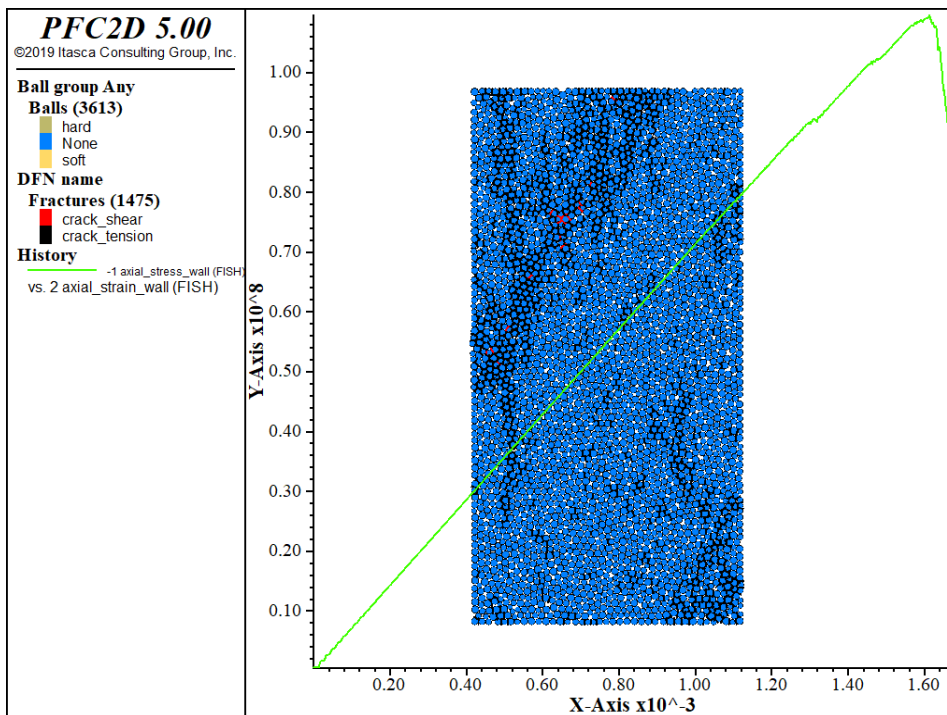 PFC2D 5.00
©2019 Itasca Consulting Group, Inc.
Ball group Any
Balls (3613)
hard
None
soft
DFN name
Fractures (1475)
crack_shear
crack_tension
History
-1 axial_stress_wall (FISH)
vs. 2 axial_strain_wall (FISH)
Y-Axis x10^8
1.00
0.90
0.80
0.70
0.60
0.50
0.40
0.30
0.20
0.10
0.20
0.40
0.60
0.80
1.00
1.20
1.40
1.60
X-Axis x10^-3